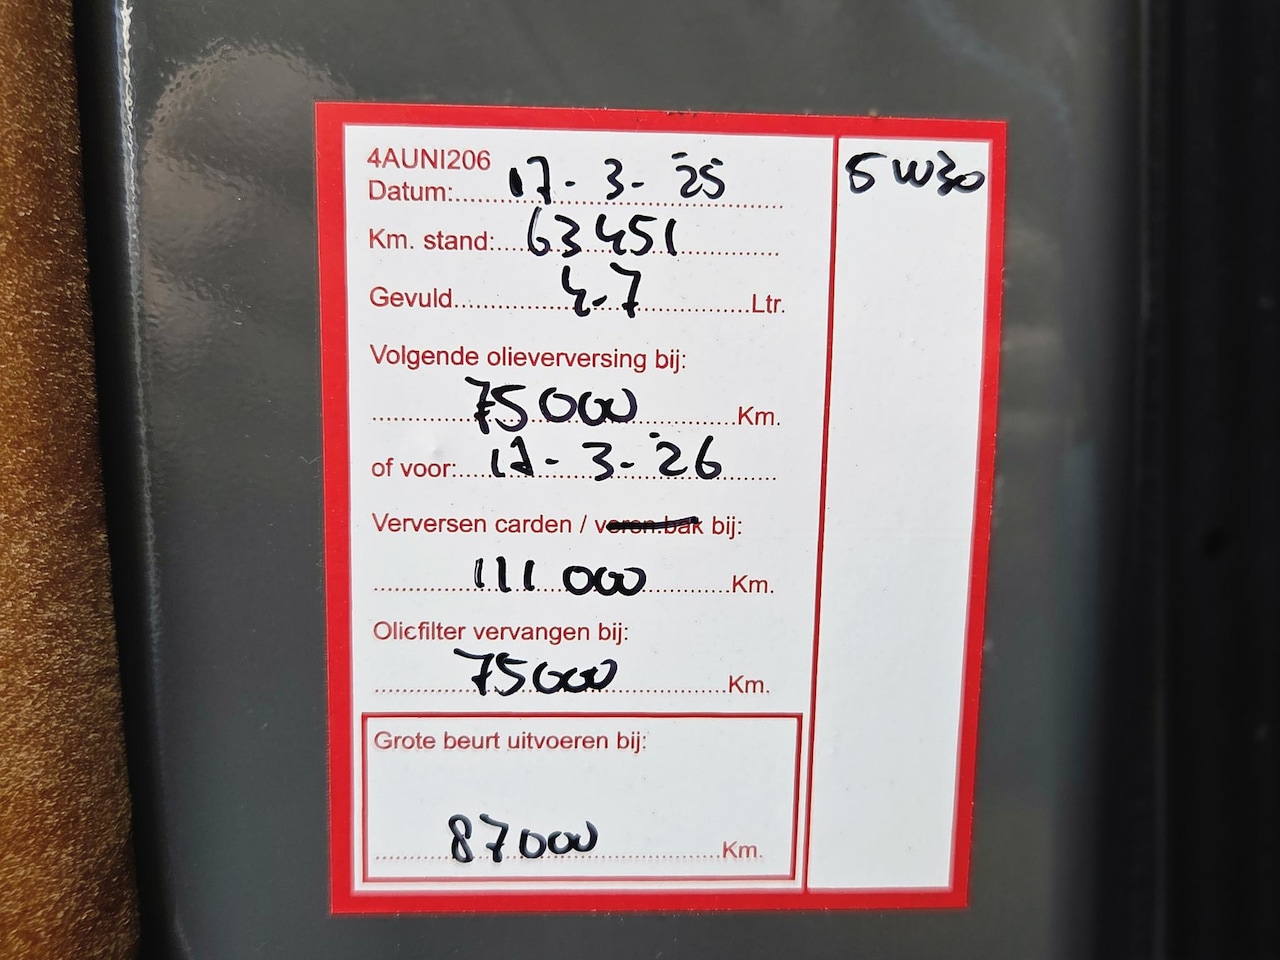 4AUNI206
Datum: 17-3-'25
Km. stand: 63451
Gevuld 4.7 Ltr.
Volgende olieverversing bij:
75000 Km.
of voor: 17-3-'26
Verversen carden / veren.bak bij:
111 000 Km.
Oliefilter vervangen bij:
75000 Km.
Grote beurt uitvoeren bij:
87000 Km.
5W30